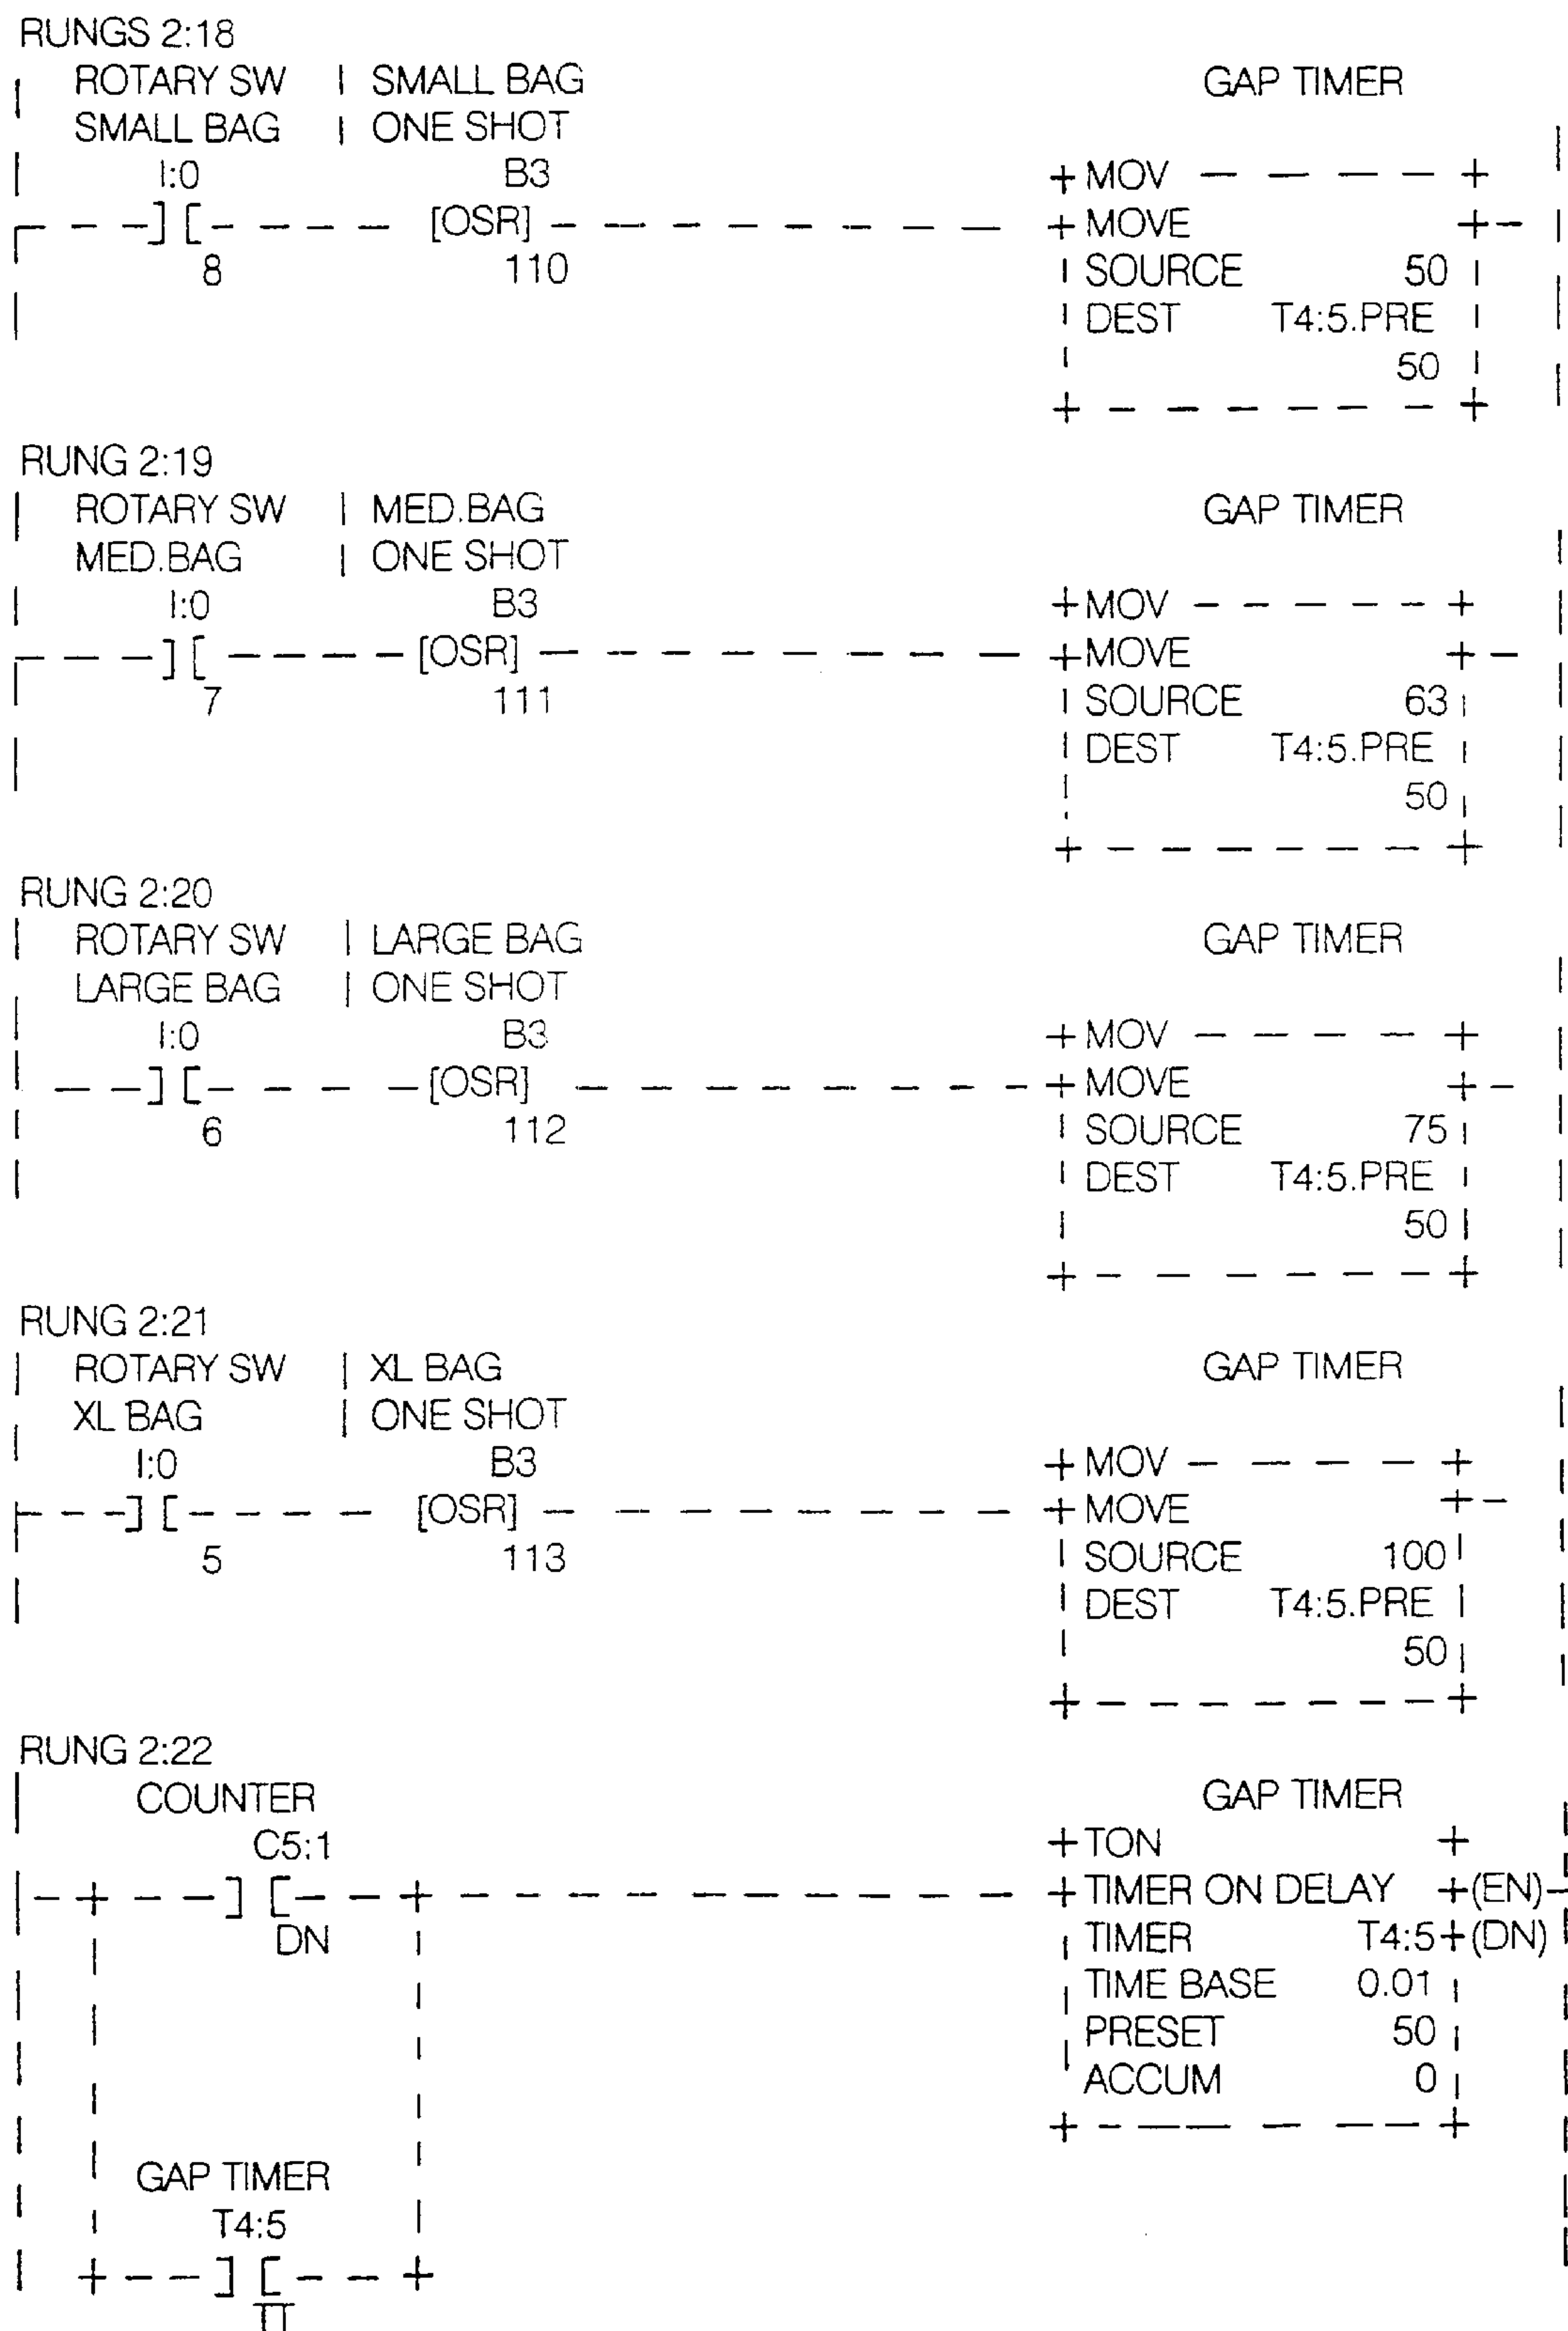 RUNGS 2:18
ROTARY SW | SMALL BAG GAP TIMER
SMALL BAG | ONE SHOT
I:0 B3 +MOV - - - - - +
- - -] [- - - - [OSR] - - - - - - - - +MOVE +-
8 110 SOURCE 50
DEST T4:5.PRE
50
+ - - - - - - - +
RUNG 2:19
ROTARY SW | MED.BAG GAP TIMER
MED.BAG | ONE SHOT
I:0 B3 +MOV - - - - - +
- - -] [- - - - [OSR] - - - - - - - - +MOVE +-
7 111 SOURCE 63
DEST T4:5.PRE
50
+ - - - - - - - +
RUNG 2:20
ROTARY SW | LARGE BAG GAP TIMER
LARGE BAG | ONE SHOT
I:0 B3 +MOV - - - - - +
- -] [- - - - -[OSR] - - - - - - - - +MOVE +-
6 112 SOURCE 75
DEST T4:5.PRE
50
+ - - - - - - - +
RUNG 2:21
ROTARY SW | XL BAG GAP TIMER
XL BAG | ONE SHOT
I:0 B3 +MOV - - - - - +
- - -] [- - - - [OSR] - - - - - - - - +MOVE +-
5 113 SOURCE 100
DEST T4:5.PRE
50
+ - - - - - - - +
RUNG 2:22
COUNTER GAP TIMER
C5:1 +TON +
-+ - - -] [- - + - - - - - - - - - +TIMER ON DELAY +(EN)-
DN TIMER T4:5+(DN)
TIME BASE 0.01
PRESET 50
ACCUM 0
+ - - - - - - +
GAP TIMER
T4:5
+ - - -] [- - +
TT